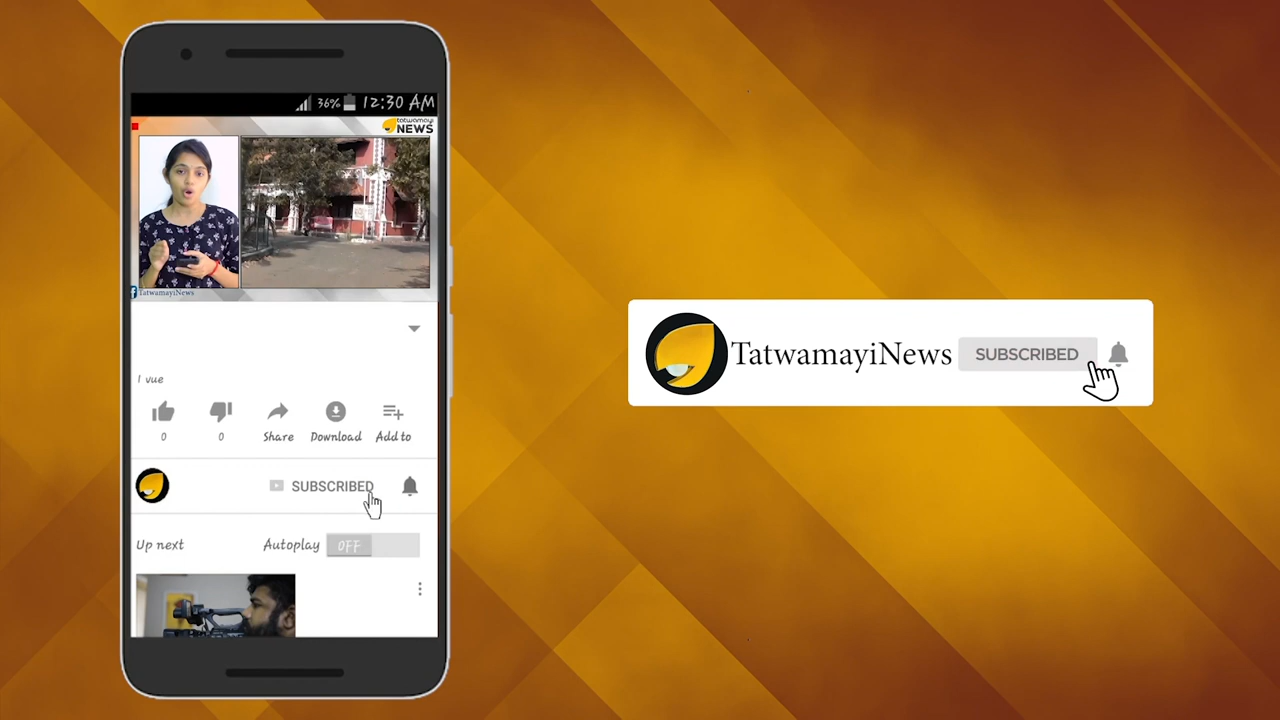 36% 12:30 AM
tatwamayi
NEWS
TatwamayiNews
1 vue
0 0 Share Download Add to
SUBSCRIBED
Up next Autoplay OFF
TatwamayiNews SUBSCRIBED